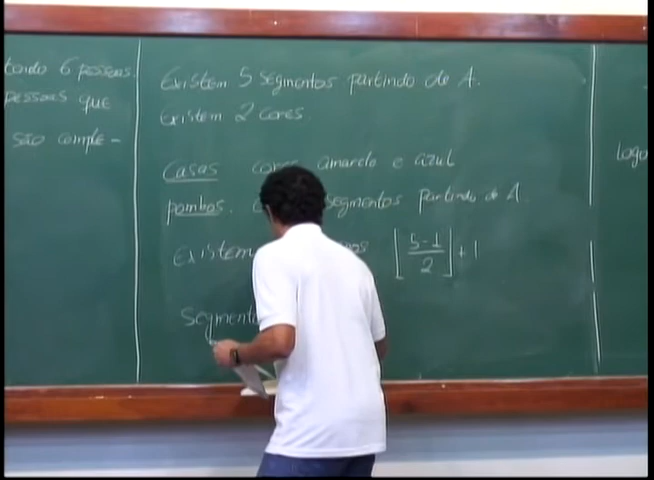 tendo 6 pessoas.
pessoas que
são comple-
Existem 5 segmentos partindo de A.
Existem 2 cores.
Casas cores amarelo e azul
pombos. segmentos partindo de A.
Existem ⌊(5-1)/2⌋ + 1
segmento
logo